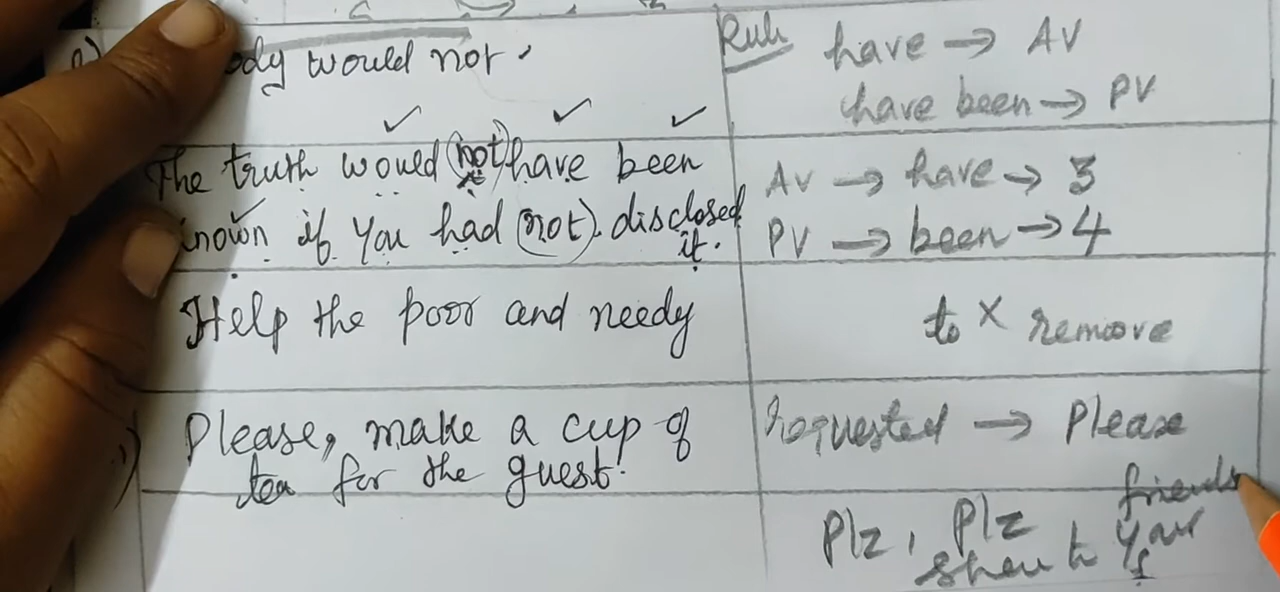 ody would not.
Rule have → AV
have been → PV
The truth would (not) have been
known if you had (not). disclosed
it.
AV → have → 3
PV → been → 4
Help the poor and needy
to × remove
Please, make a cup of
tea for the guest.
requested → Please
Plz, Plz
friends
your